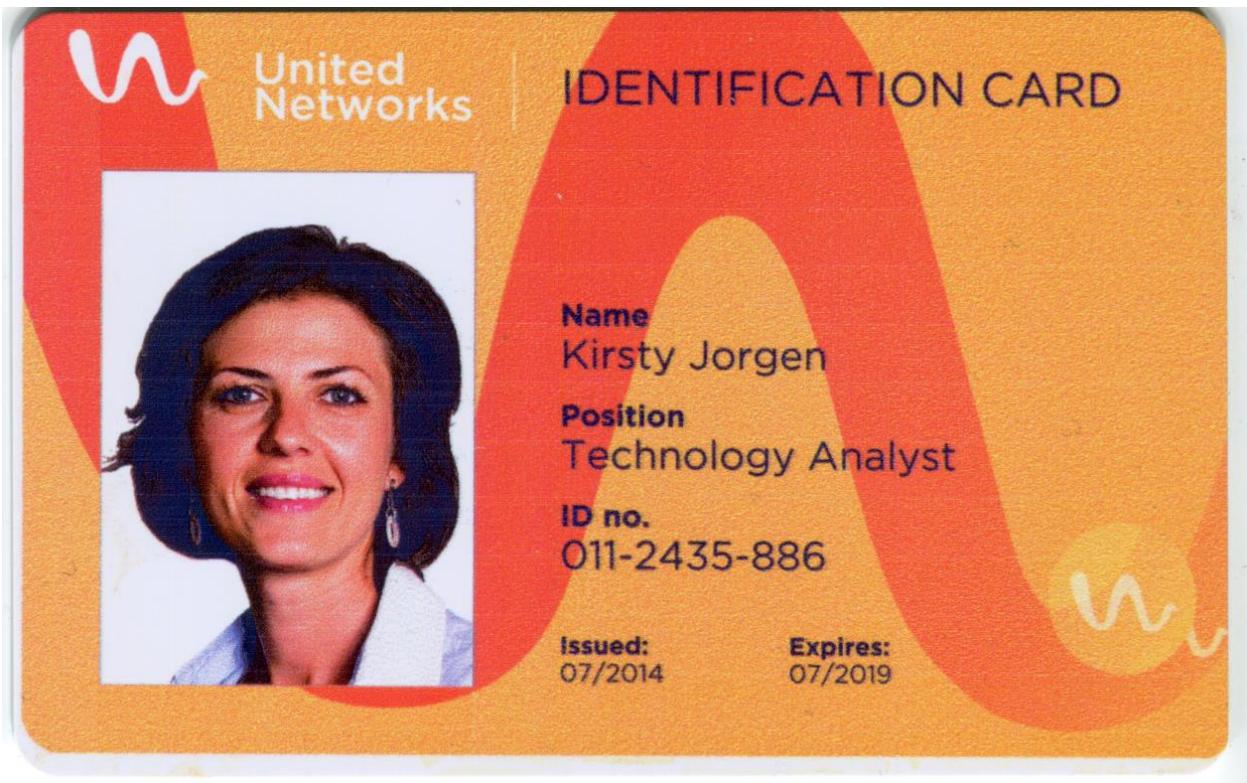 United
Networks
IDENTIFICATION CARD
Name
Kirsty Jorgen
Position
Technology Analyst
ID no.
011-2435-886
Issued: Expires:
07/2014 07/2019